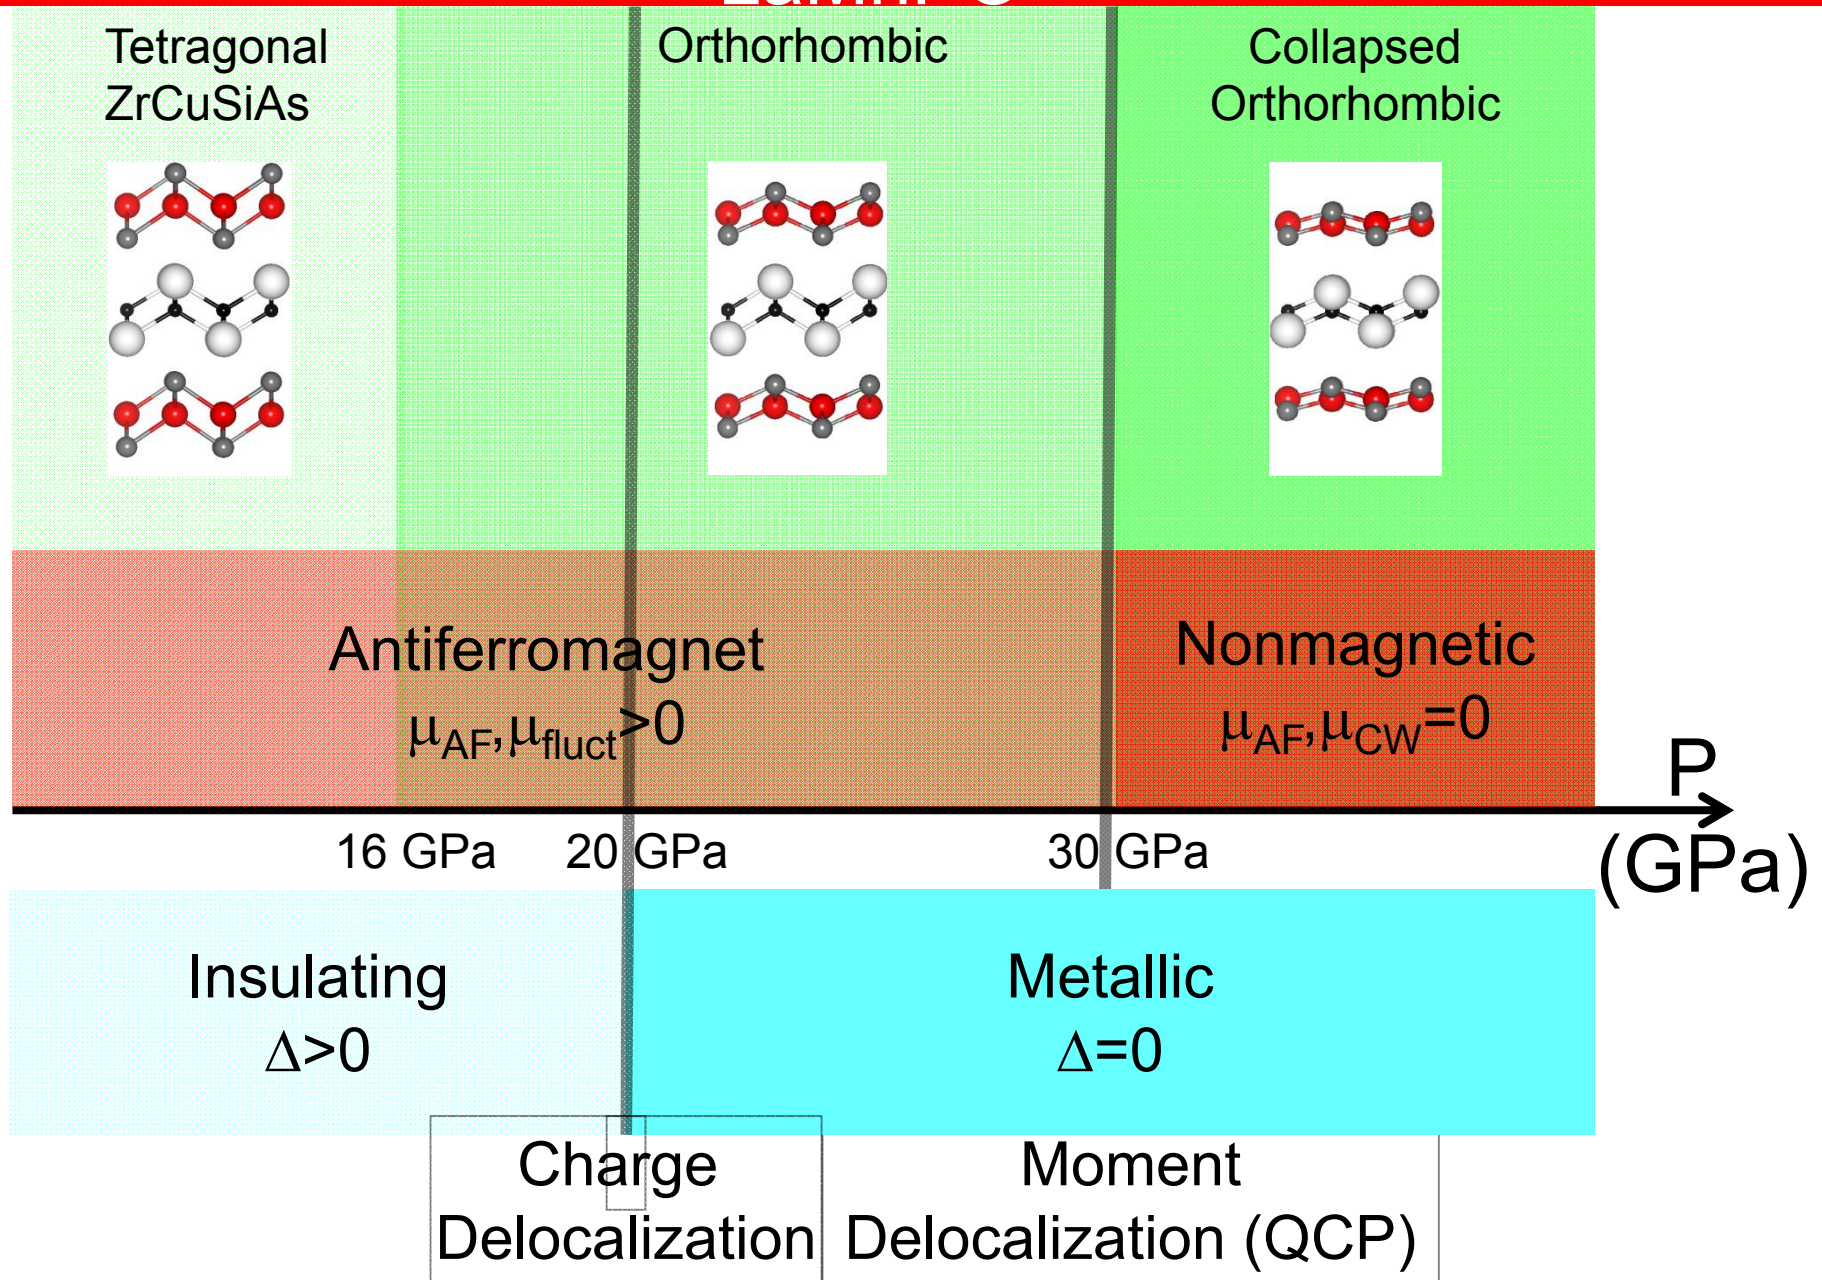 Tetragonal
ZrCuSiAs
Orthorhombic
Collapsed
Orthorhombic
Antiferromagnet
μAF,μfluct>0
Nonmagnetic
μAF,μCW=0
P
(GPa)
16 GPa
20 GPa
30 GPa
Insulating
Δ>0
Metallic
Δ=0
Charge
Delocalization
Moment
Delocalization (QCP)